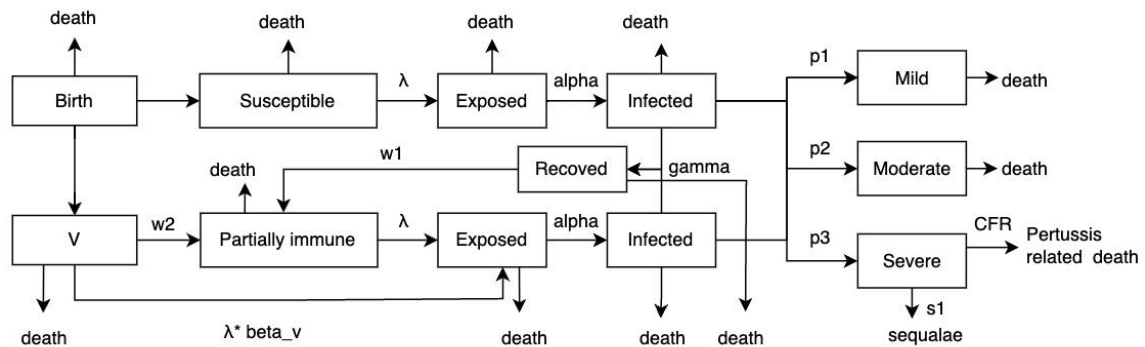 death
death
death
death
p1
Mild
death
Birth
Susceptible
λ
Exposed
alpha
Infected
w1
Recoved
gamma
p2
Moderate
death
death
V
w2
Partially immune
λ
Exposed
alpha
Infected
p3
Severe
CFR
Pertussis
related death
s1
sequalae
death
λ* beta_v
death
death
death